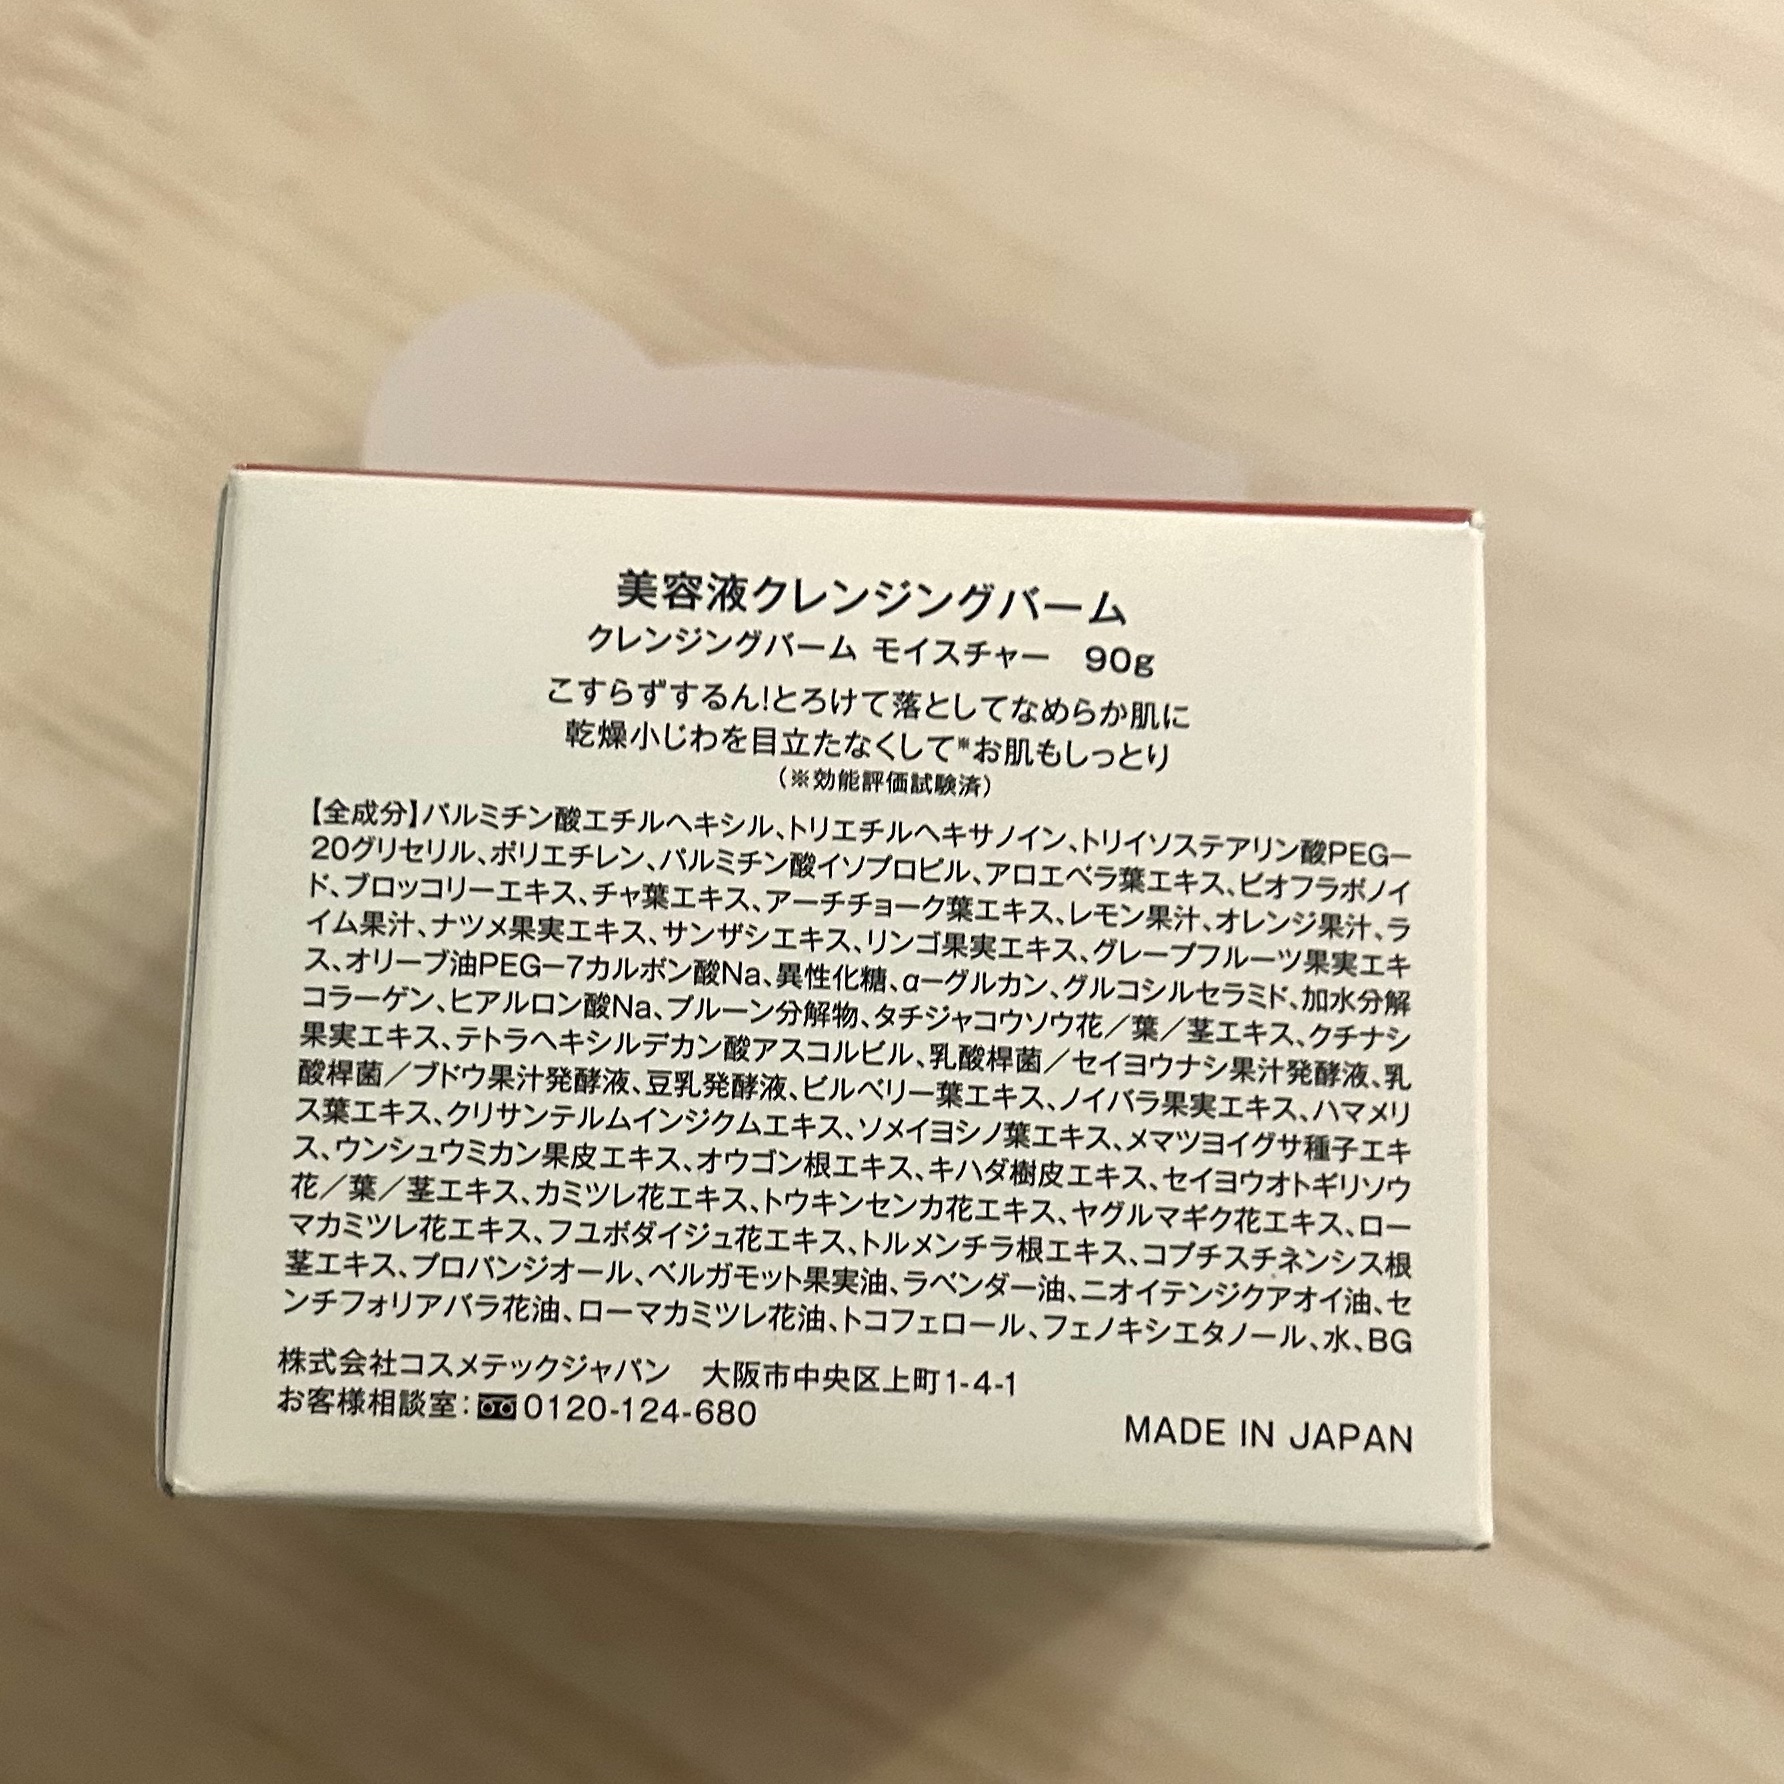 美容液クレンジングバーム
クレンジングバーム モイスチャー 90g
こすらずするん!とろけて落としてなめらか肌に
乾燥小じわを目立たなくして※お肌もしっとり
(※効能評価試験済)
【全成分】パルミチン酸エチルヘキシル、トリエチルヘキサノイン、トリイソステアリン酸PEG-
20グリセリル、ポリエチレン、パルミチン酸イソプロピル、アロエベラ葉エキス、ビオフラボノイ
ド、ブロッコリーエキス、チャ葉エキス、アーチチョーク葉エキス、レモン果汁、オレンジ果汁、ラ
イム果汁、ナツメ果実エキス、サンザシエキス、リンゴ果実エキス、グレープフルーツ果実エキ
ス、オリーブ油PEG-7カルボン酸Na、異性化糖、α-グルカン、グルコシルセラミド、加水分解
コラーゲン、ヒアルロン酸Na、プルーン分解物、タチジャコウソウ花/葉/茎エキス、クチナシ
果実エキス、テトラヘキシルデカン酸アスコルビル、乳酸桿菌/セイヨウナシ果汁発酵液、乳
酸桿菌/ブドウ果汁発酵液、豆乳発酵液、ビルベリー葉エキス、ノイバラ果実エキス、ハマメリ
ス葉エキス、クリサンテルムインジクムエキス、ソメイヨシノ葉エキス、メマツヨイグサ種子エキ
ス、ウンシュウミカン果皮エキス、オウゴン根エキス、キハダ樹皮エキス、セイヨウオトギリソウ
花/葉/茎エキス、カミツレ花エキス、トウキンセンカ花エキス、ヤグルマギク花エキス、ロー
マカミツレ花エキス、フユボダイジュ花エキス、トルメンチラ根エキス、コプチスチネンシス根
茎エキス、プロパンジオール、ベルガモット果実油、ラベンダー油、ニオイテンジクアオイ油、セ
ンチフォリアバラ花油、ローマカミツレ花油、トコフェロール、フェノキシエタノール、水、BG
株式会社コスメテックジャパン 大阪市中央区上町1-4-1
お客様相談室:0120-124-680
MADE IN JAPAN